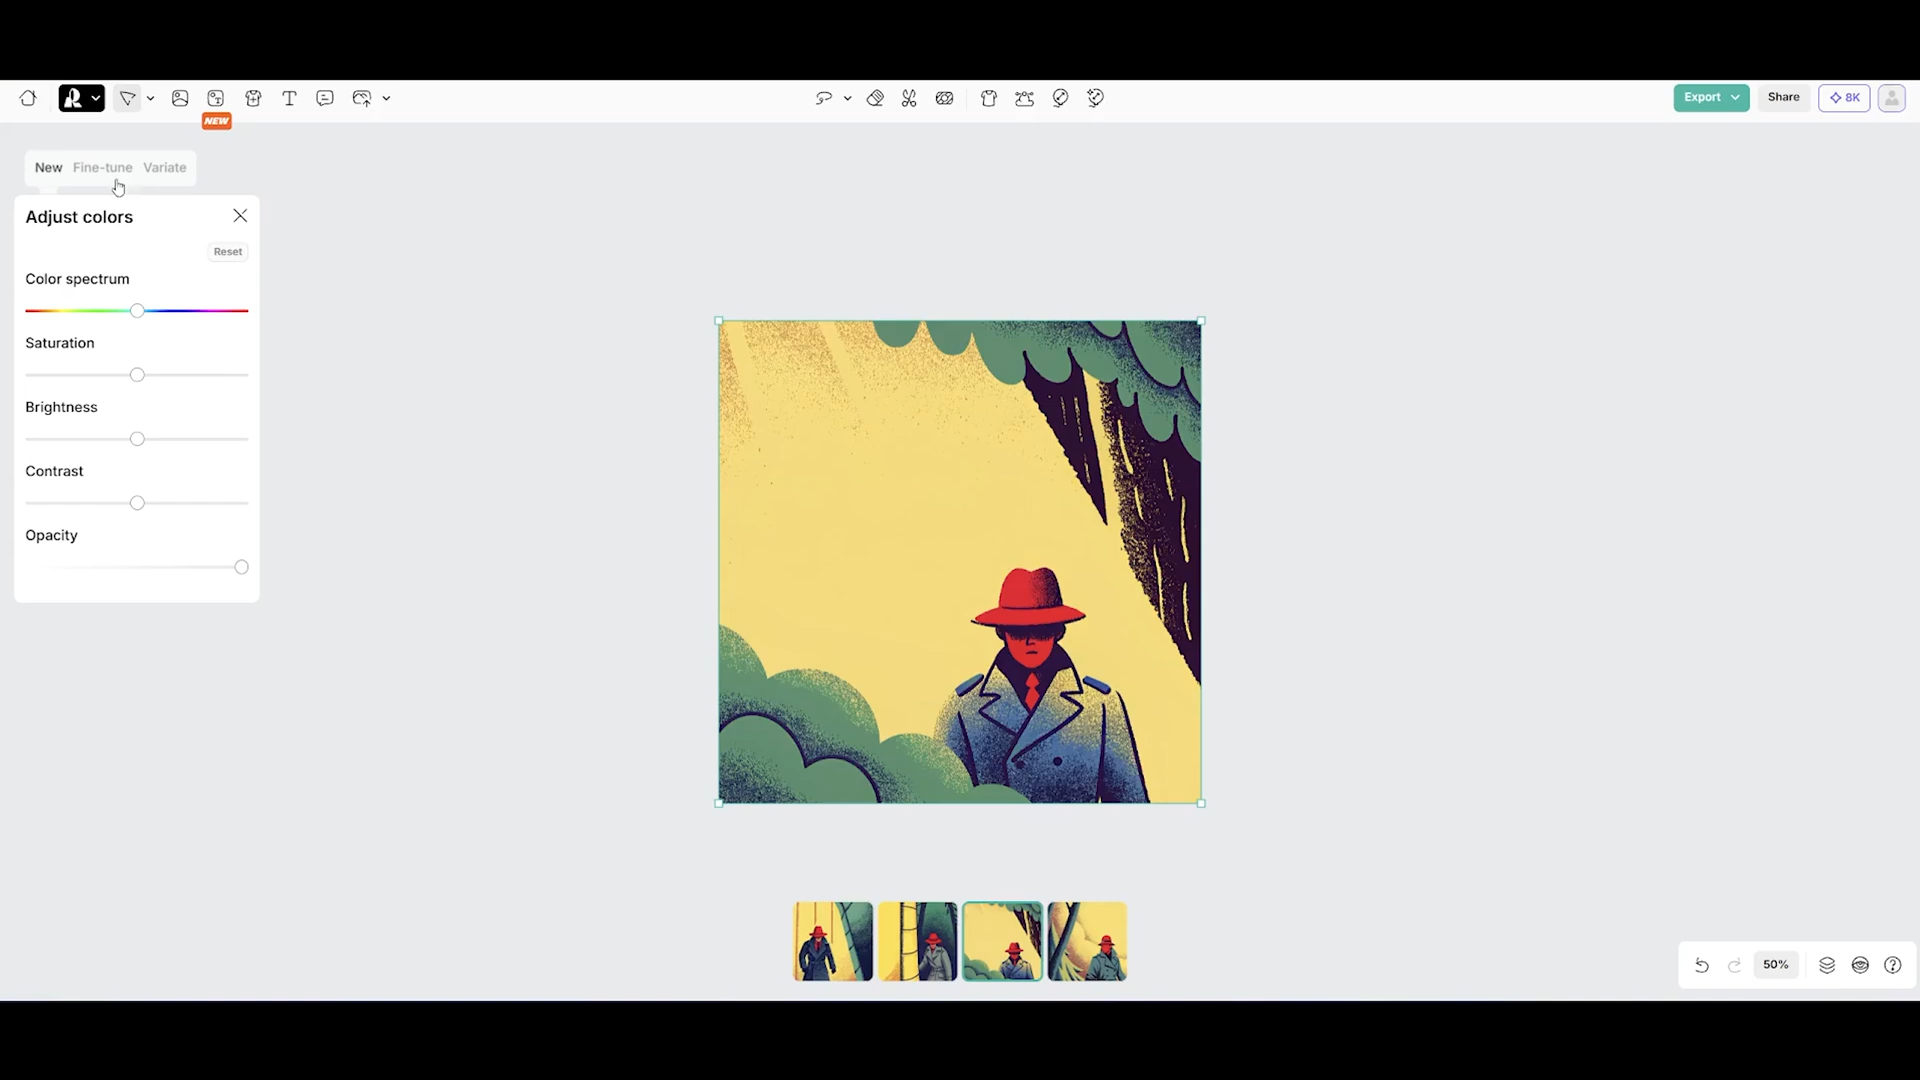 Export
Share
8K
NEW
New Fine-tune Variate
Adjust colors
Reset
Color spectrum
Saturation
Brightness
Contrast
Opacity
50%